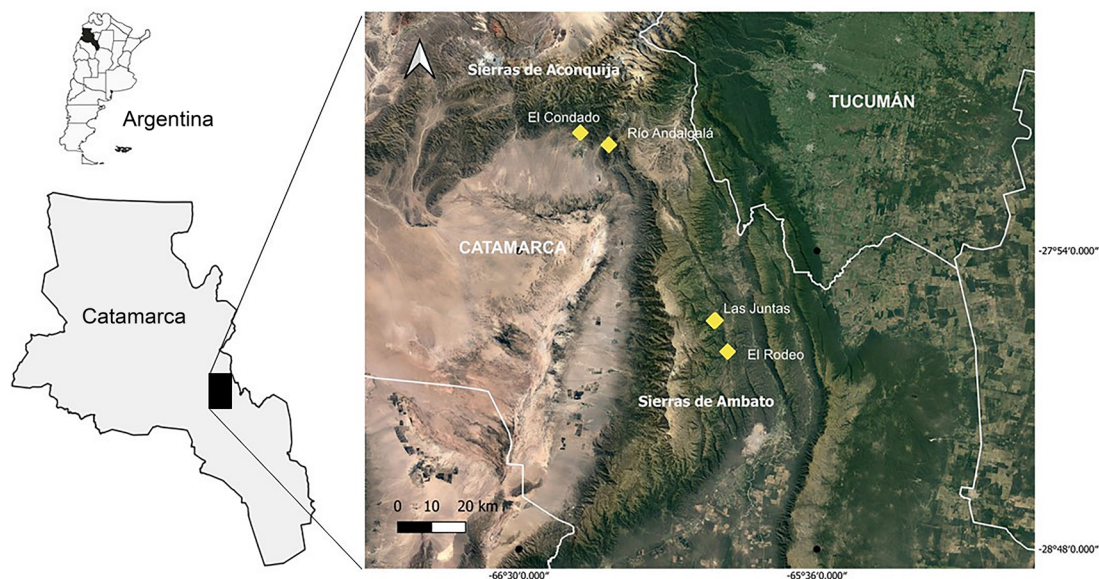 Argentina
Catamarca
Sierras de Aconquija
TUCUMÁN
El Condado
Río Andalgalá
CATAMARCA
-27°54'0.000"
Las Juntas
El Rodeo
Sierras de Ambato
0 10 20 km
-28°48'0.000"
-66°30'0.000"
-65°36'0.000"